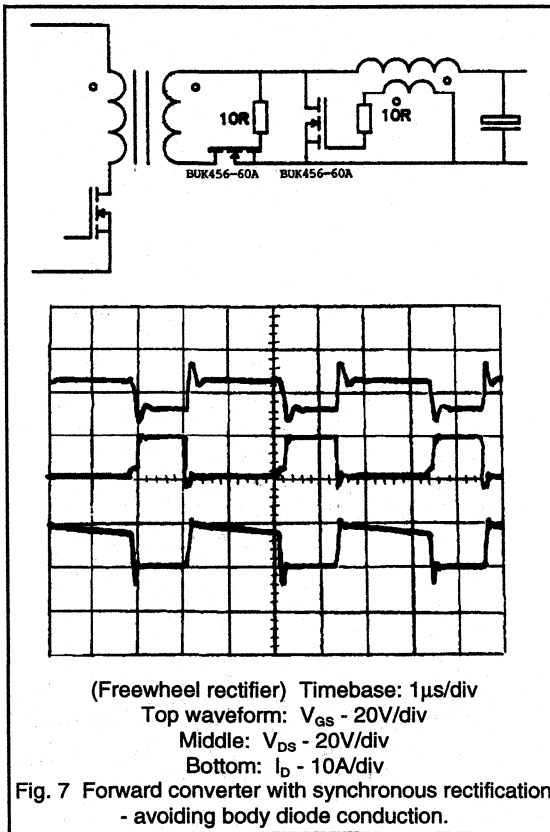 10R
10R
BUK456-60A BUK456-60A
(Freewheel rectifier) Timebase: 1µs/div
Top waveform: VGS - 20V/div
Middle: VDS - 20V/div
Bottom: ID - 10A/div
Fig. 7 Forward converter with synchronous rectification
- avoiding body diode conduction.